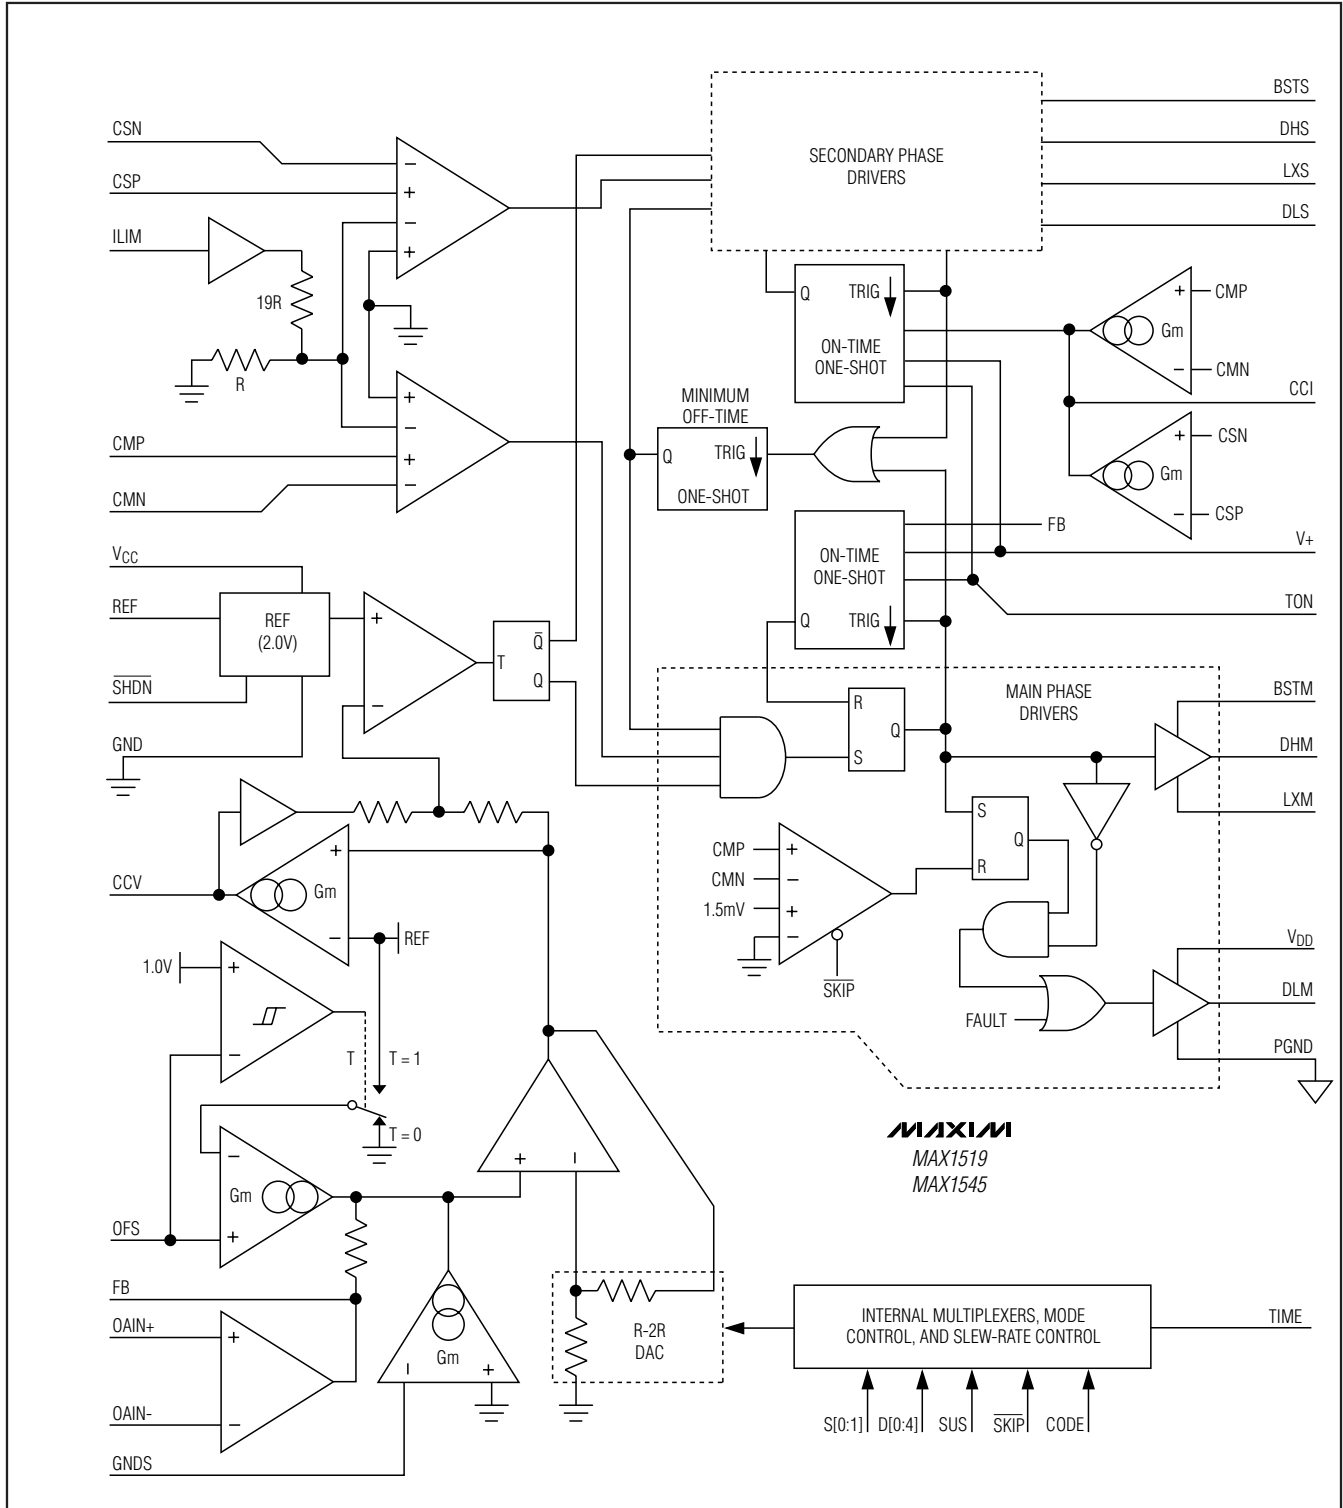 BSTS
CSN
DHS
SECONDARY PHASE
DRIVERS
CSP
LXS
ILIM
DLS
19R
R
Q
TRIG
ON-TIME
ONE-SHOT
+
CMP
Gm
−
CMN
CCI
MINIMUM
OFF-TIME
Q
TRIG
ONE-SHOT
+
CSN
Gm
−
CSP
−
+
−
+
+
−
+
−
CMP
CMN
FB
V+
ON-TIME
ONE-SHOT
Q
TRIG
TON
VCC
REF
REF
(2.0V)
SHDN
GND
+
−
T
Q̅
Q
MAIN PHASE
DRIVERS
R
Q
S
BSTM
DHM
LXM
S
Q
R
CMP
+
CMN
−
1.5mV
+
−
SKIP
FAULT
VDD
DLM
PGND
CCV
+
Gm
−
REF
1.0V
+
−
T
T = 1
T = 0
−
Gm
+
OFS
+
−
MAXIM
MAX1519
MAX1545
FB
OAIN+
+
OAIN-
−
GNDS
Gm
−
+
R-2R
DAC
INTERNAL MULTIPLEXERS, MODE
CONTROL, AND SLEW-RATE CONTROL
TIME
S[0:1]
D[0:4]
SUS
SKIP
CODE